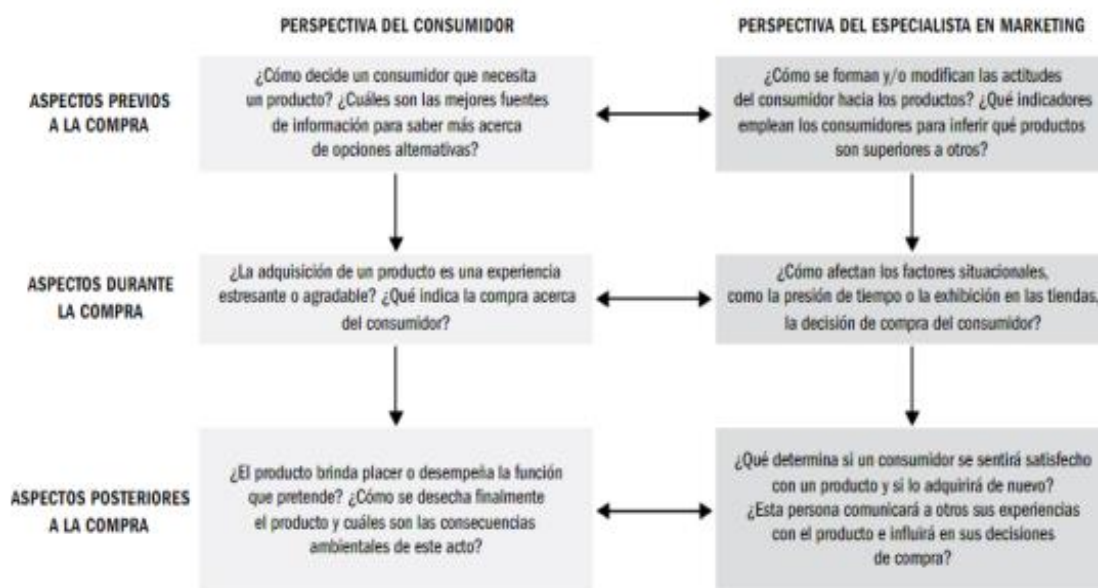 PERSPECTIVA DEL CONSUMIDOR
PERSPECTIVA DEL ESPECIALISTA EN MARKETING
ASPECTOS PREVIOS
A LA COMPRA
¿Cómo decide un consumidor que necesita
un producto? ¿Cuáles son las mejores fuentes
de información para saber más acerca
de opciones alternativas?
¿Cómo se forman y/o modifican las actitudes
del consumidor hacia los productos? ¿Qué indicadores
emplean los consumidores para inferir qué productos
son superiores a otros?
ASPECTOS DURANTE
LA COMPRA
¿La adquisición de un producto es una experiencia
estresante o agradable? ¿Qué indica la compra acerca
del consumidor?
¿Cómo afectan los factores situacionales,
como la presión de tiempo o la exhibición en las tiendas,
la decisión de compra del consumidor?
ASPECTOS POSTERIORES
A LA COMPRA
¿El producto brinda placer o desempeña la función
que pretende? ¿Cómo se desecha finalmente
el producto y cuáles son las consecuencias
ambientales de este acto?
¿Qué determina si un consumidor se sentirá satisfecho
con un producto y si lo adquirirá de nuevo?
¿Esta persona comunicará a otros sus experiencias
con el producto e influirá en sus decisiones
de compra?